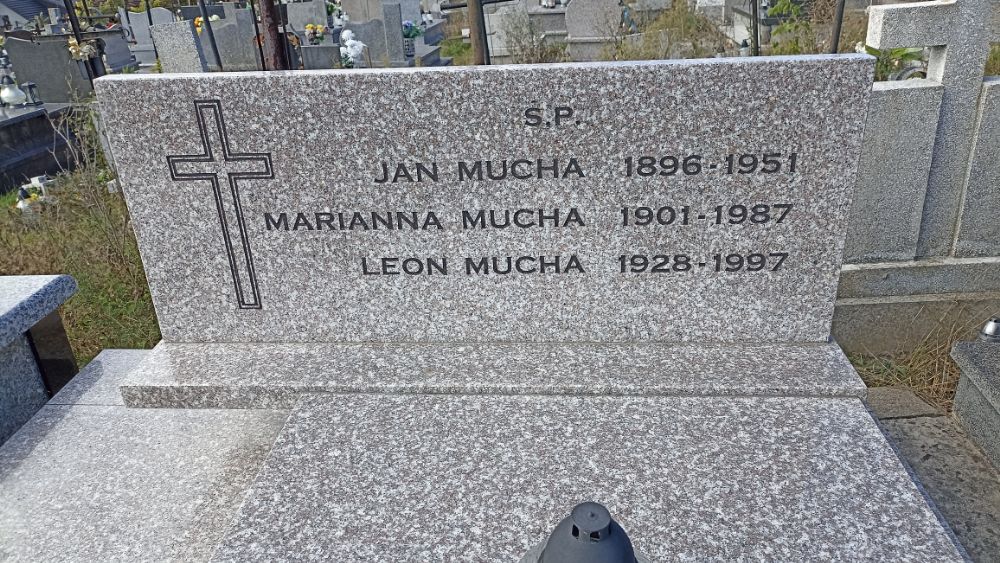 S.P.
JAN MUCHA 1896-1951
MARIANNA MUCHA 1901-1987
LEON MUCHA 1928-1997